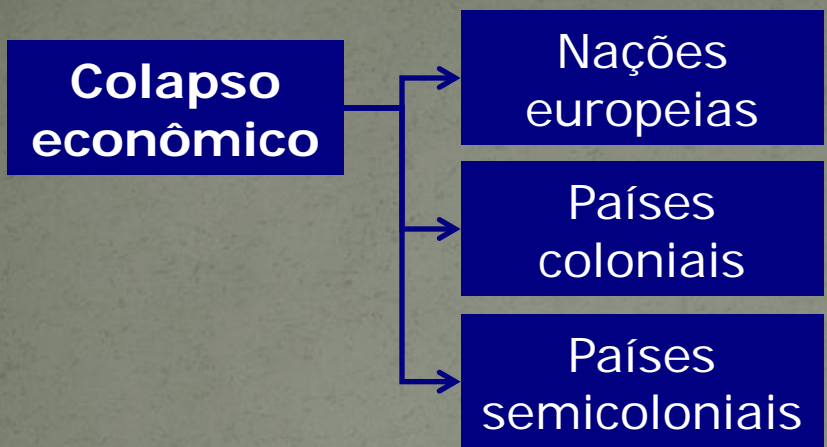 Colapso
econômico
Nações
europeias
Países
coloniais
Países
semicoloniais